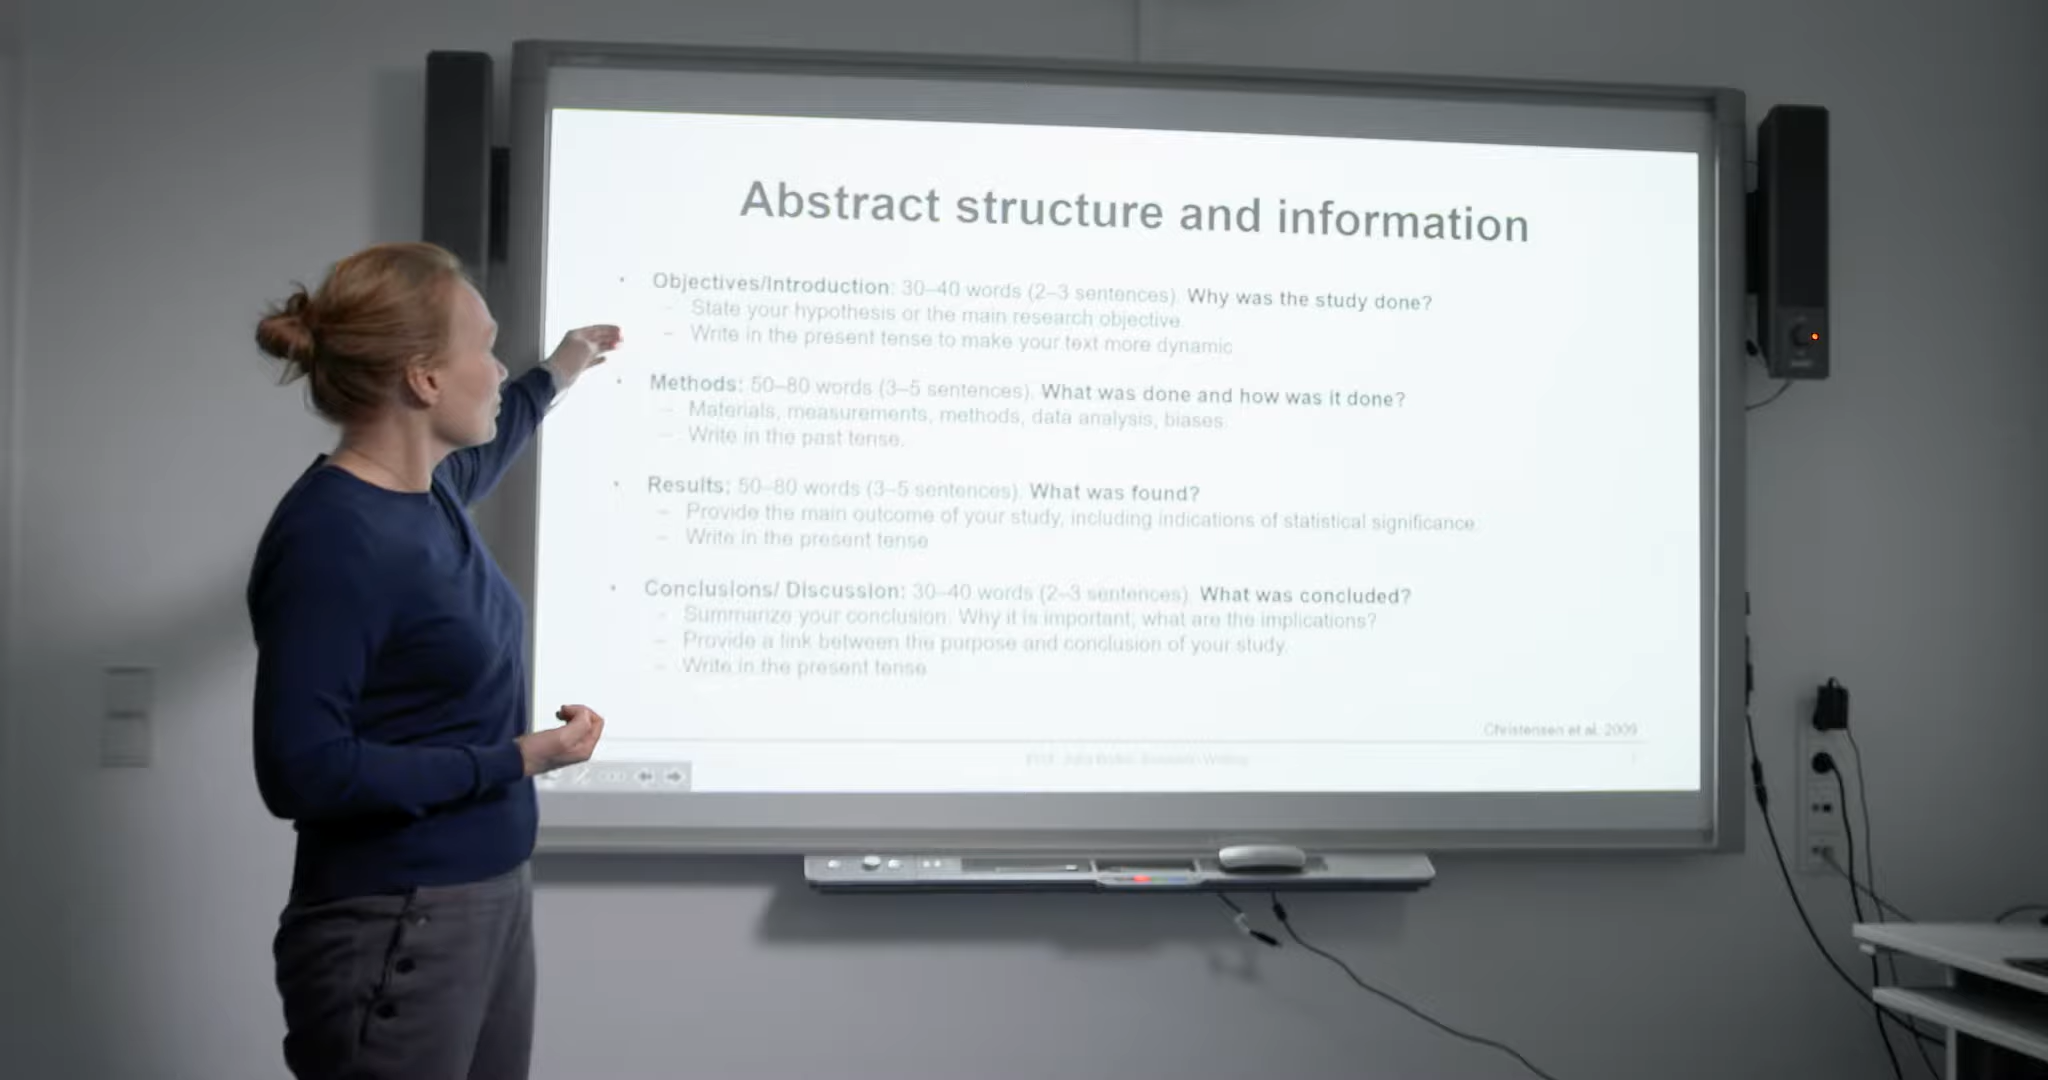 Abstract structure and information
• Objectives/Introduction: 30–40 words (2–3 sentences). Why was the study done?
– State your hypothesis or the main research objective.
– Write in the present tense to make your text more dynamic
• Methods: 50–80 words (3–5 sentences). What was done and how was it done?
– Materials, measurements, methods, data analysis, biases.
– Write in the past tense.
• Results: 50–80 words (3–5 sentences). What was found?
– Provide the main outcome of your study, including indications of statistical significance.
– Write in the present tense
• Conclusions/ Discussion: 30–40 words (2–3 sentences). What was concluded?
– Summarize your conclusion. Why it is important, what are the implications?
– Provide a link between the purpose and conclusion of your study.
– Write in the present tense
Christensen et al. 2009
Prof.